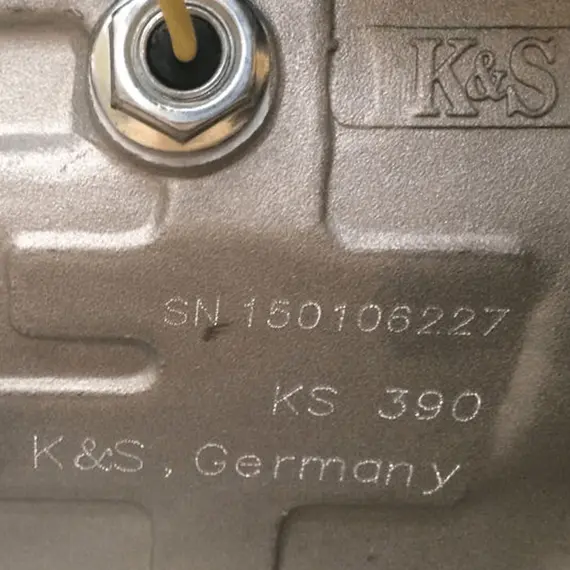 K&S
SN 150106227
KS 390
K&S, Germany